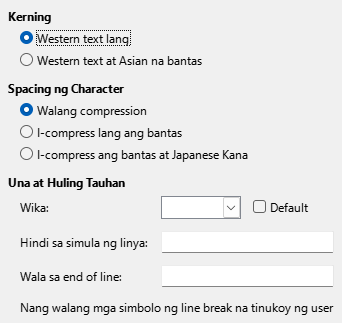 Kerning
Western text lang
Western text at Asian na bantas
Spacing ng Character
Walang compression
I-compress lang ang bantas
I-compress ang bantas at Japanese Kana
Una at Huling Tauhan
Wika:
Default
Hindi sa simula ng linya:
Wala sa end of line:
Nang walang mga simbolo ng line break na tinukoy ng user